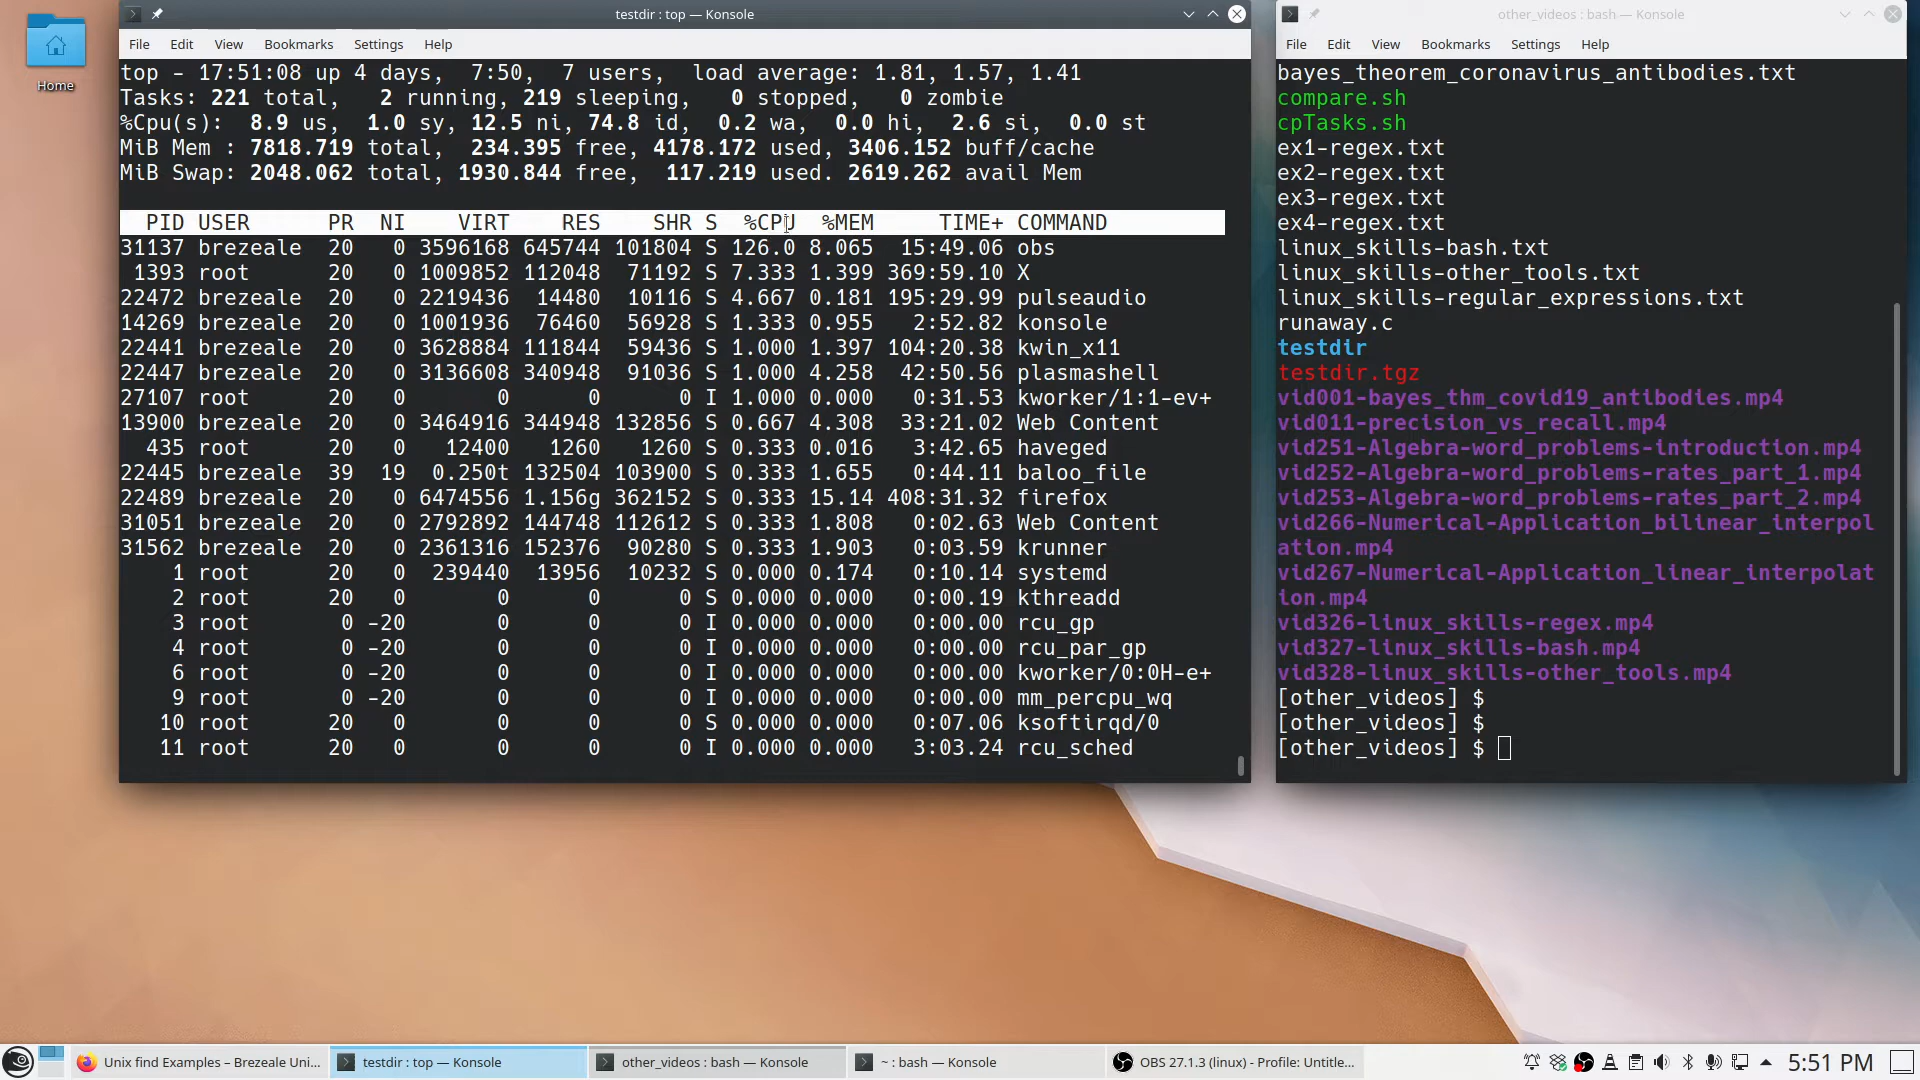 Home
testdir : top — Konsole
File Edit View Bookmarks Settings Help
top - 17:51:08 up 4 days,  7:50,  7 users,  load average: 1.81, 1.57, 1.41
Tasks: 221 total,   2 running, 219 sleeping,   0 stopped,   0 zombie
%Cpu(s):  8.9 us,  1.0 sy, 12.5 ni, 74.8 id,  0.2 wa,  0.0 hi,  2.6 si,  0.0 st
MiB Mem : 7818.719 total,  234.395 free, 4178.172 used, 3406.152 buff/cache
MiB Swap: 2048.062 total, 1930.844 free,  117.219 used. 2619.262 avail Mem
PID USER PR NI VIRT RES SHR S %CPU %MEM TIME+ COMMAND
31137 brezeale 20 0 3596168 645744 101804 S 126.0 8.065 15:49.06 obs
1393 root 20 0 1009852 112048 71192 S 7.333 1.399 369:59.10 X
22472 brezeale 20 0 2219436 14480 10116 S 4.667 0.181 195:29.99 pulseaudio
14269 brezeale 20 0 1001936 76460 56928 S 1.333 0.955 2:52.82 konsole
22441 brezeale 20 0 3628884 111844 59436 S 1.000 1.397 104:20.38 kwin_x11
22447 brezeale 20 0 3136608 340948 91036 S 1.000 4.258 42:50.56 plasmashell
27107 root 20 0 0 0 0 I 1.000 0.000 0:31.53 kworker/1:1-ev+
13900 brezeale 20 0 3464916 344948 132856 S 0.667 4.308 33:21.02 Web Content
435 root 20 0 12400 1260 1260 S 0.333 0.016 3:42.65 haveged
22445 brezeale 39 19 0.250t 132504 103900 S 0.333 1.655 0:44.11 baloo_file
22489 brezeale 20 0 6474556 1.156g 362152 S 0.333 15.14 408:31.32 firefox
31051 brezeale 20 0 2792892 144748 112612 S 0.333 1.808 0:02.63 Web Content
31562 brezeale 20 0 2361316 152376 90280 S 0.333 1.903 0:03.59 krunner
1 root 20 0 239440 13956 10232 S 0.000 0.174 0:10.14 systemd
2 root 20 0 0 0 0 S 0.000 0.000 0:00.19 kthreadd
3 root 0 -20 0 0 0 I 0.000 0.000 0:00.00 rcu_gp
4 root 0 -20 0 0 0 I 0.000 0.000 0:00.00 rcu_par_gp
6 root 0 -20 0 0 0 I 0.000 0.000 0:00.00 kworker/0:0H-e+
9 root 0 -20 0 0 0 I 0.000 0.000 0:00.00 mm_percpu_wq
10 root 20 0 0 0 0 S 0.000 0.000 0:07.06 ksoftirqd/0
11 root 20 0 0 0 0 I 0.000 0.000 3:03.24 rcu_sched
other_videos : bash — Konsole
File Edit View Bookmarks Settings Help
bayes_theorem_coronavirus_antibodies.txt
compare.sh
cpTasks.sh
ex1-regex.txt
ex2-regex.txt
ex3-regex.txt
ex4-regex.txt
linux_skills-bash.txt
linux_skills-other_tools.txt
linux_skills-regular_expressions.txt
runaway.c
testdir
testdir.tgz
vid001-bayes_thm_covid19_antibodies.mp4
vid011-precision_vs_recall.mp4
vid251-Algebra-word_problems-introduction.mp4
vid252-Algebra-word_problems-rates_part_1.mp4
vid253-Algebra-word_problems-rates_part_2.mp4
vid266-Numerical-Application_bilinear_interpol
ation.mp4
vid267-Numerical-Application_linear_interpolat
ion.mp4
vid326-linux_skills-regex.mp4
vid327-linux_skills-bash.mp4
vid328-linux_skills-other_tools.mp4
[other_videos] $
[other_videos] $
[other_videos] $
Unix find Examples – Brezeale Uni...
testdir : top — Konsole
other_videos : bash — Konsole
~ : bash — Konsole
OBS 27.1.3 (linux) - Profile: Untitle...
5:51 PM